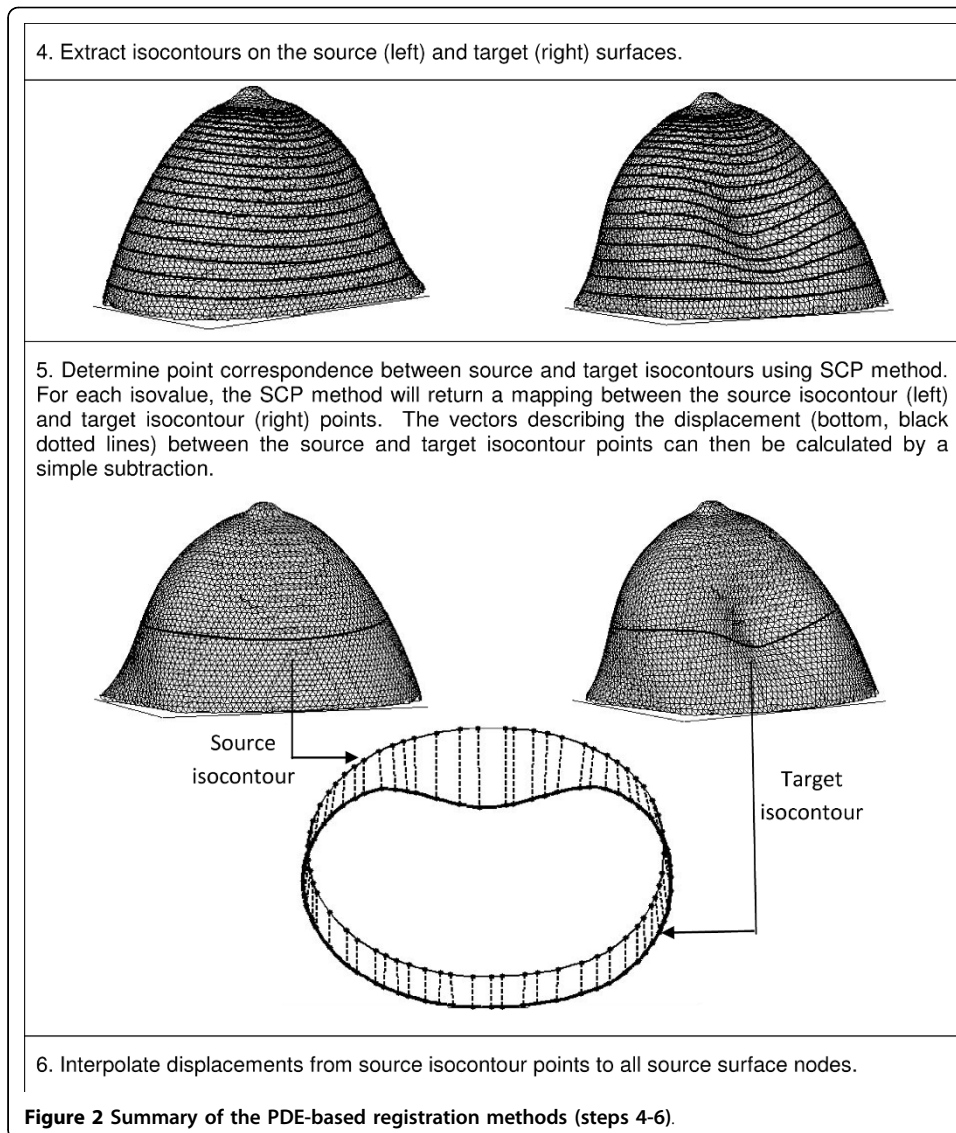 4. Extract isocontours on the source (left) and target (right) surfaces.
5. Determine point correspondence between source and target isocontours using SCP method.
For each isovalue, the SCP method will return a mapping between the source isocontour (left)
and target isocontour (right) points. The vectors describing the displacement (bottom, black
dotted lines) between the source and target isocontour points can then be calculated by a
simple subtraction.
Source
isocontour
Target
isocontour
6. Interpolate displacements from source isocontour points to all source surface nodes.
Figure 2 Summary of the PDE-based registration methods (steps 4-6).